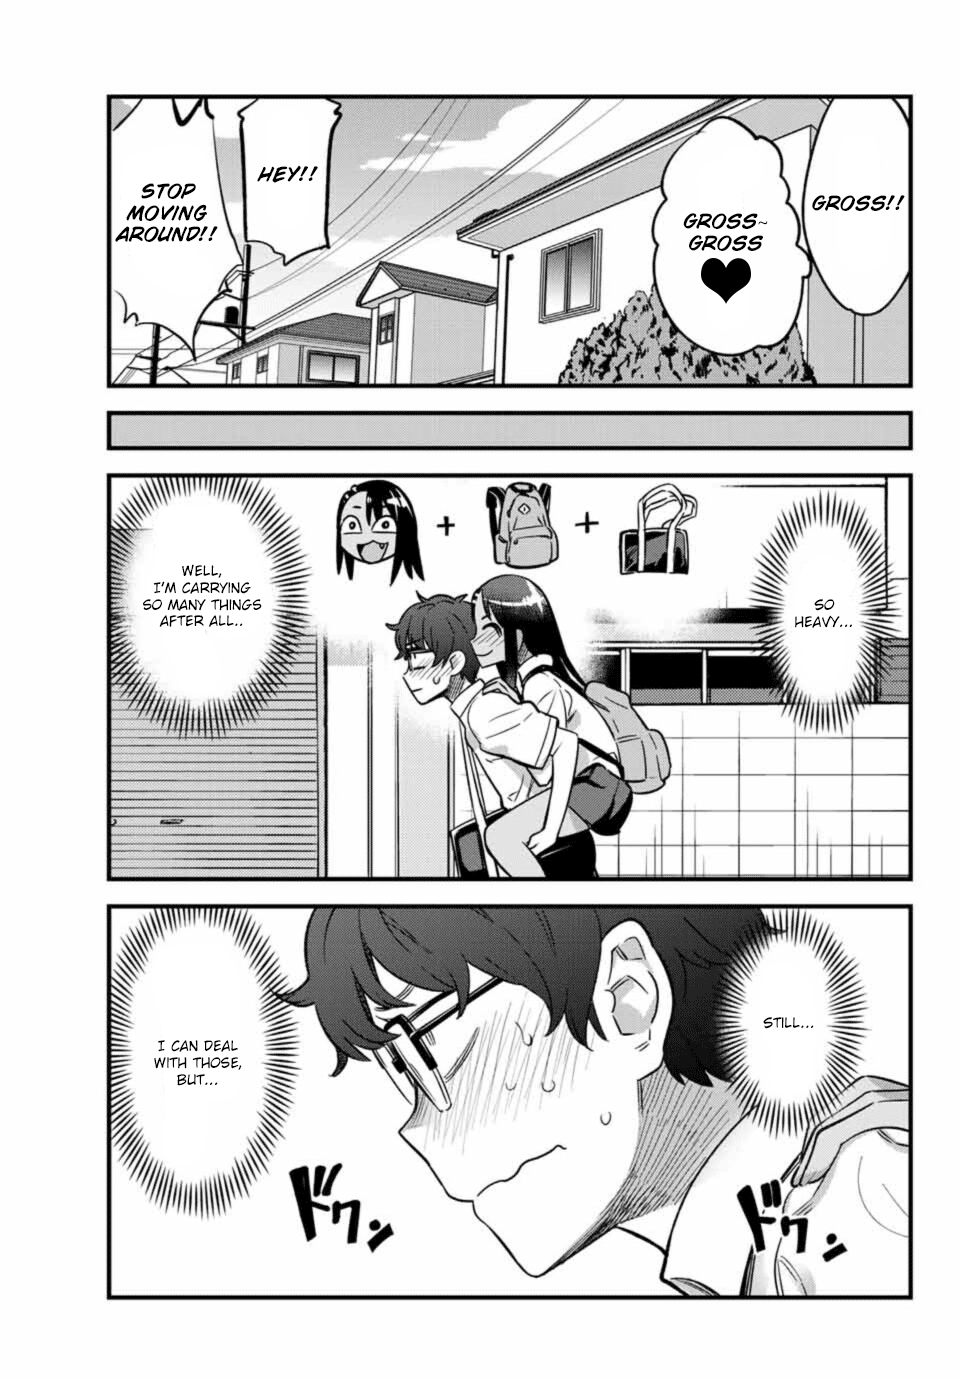 GROSS!!
GROSS~
GROSS
HEY!!
STOP
MOVING
AROUND!!
SO
HEAVY...
+
+
WELL,
I'M CARRYING
SO MANY THINGS
AFTER ALL..
STILL...
ドクン
I CAN DEAL
WITH THOSE,
BUT...
ドクン